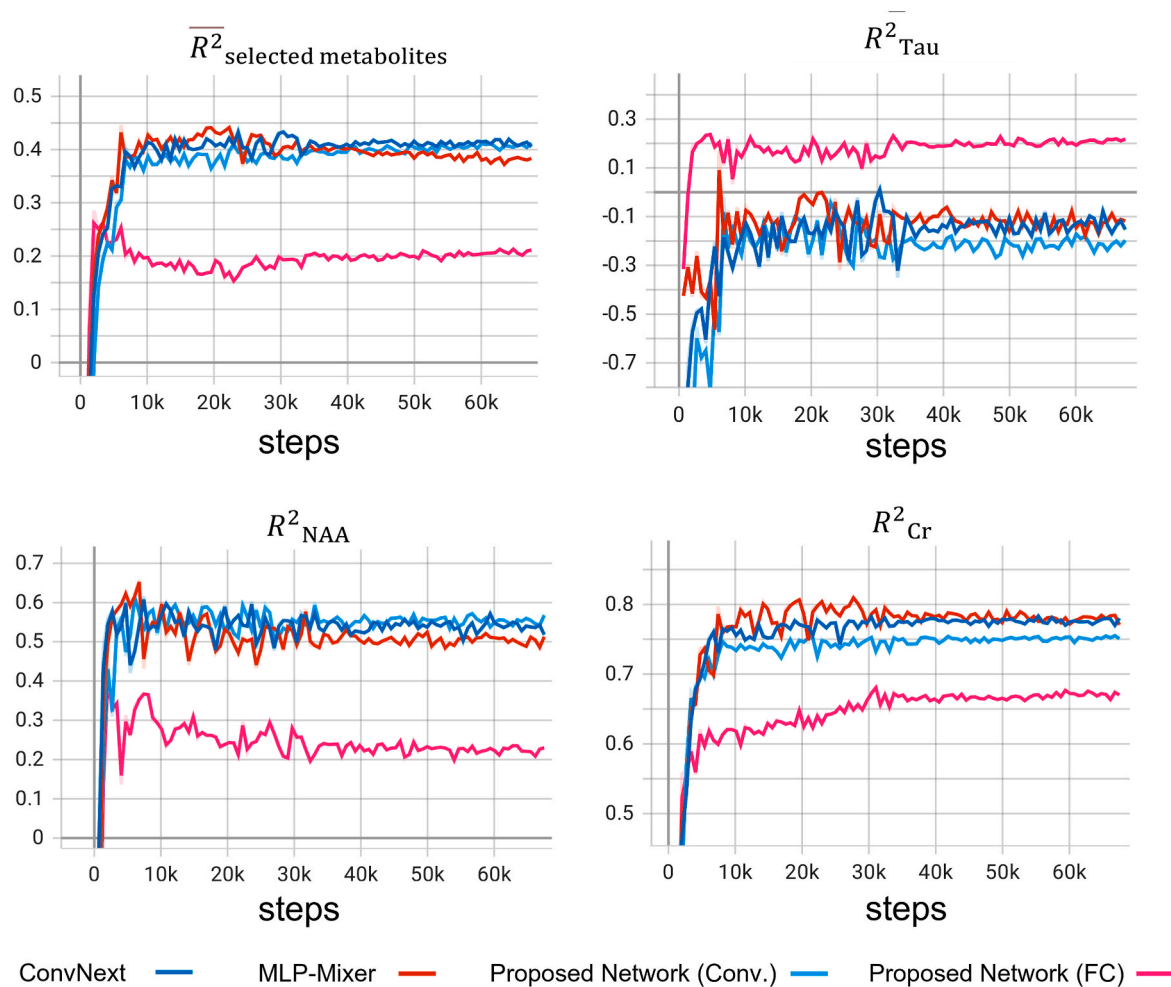 R² selected metabolites
0.5
0.4
0.3
0.2
0.1
0
0 10k 20k 30k 40k 50k 60k
steps
R² Tau
0.3
0.1
-0.1
-0.3
-0.5
-0.7
0 10k 20k 30k 40k 50k 60k
steps
R² NAA
0.7
0.6
0.5
0.4
0.3
0.2
0.1
0
0 10k 20k 30k 40k 50k 60k
steps
R² Cr
0.8
0.7
0.6
0.5
0 10k 20k 30k 40k 50k 60k
steps
ConvNext MLP-Mixer Proposed Network (Conv.) Proposed Network (FC)